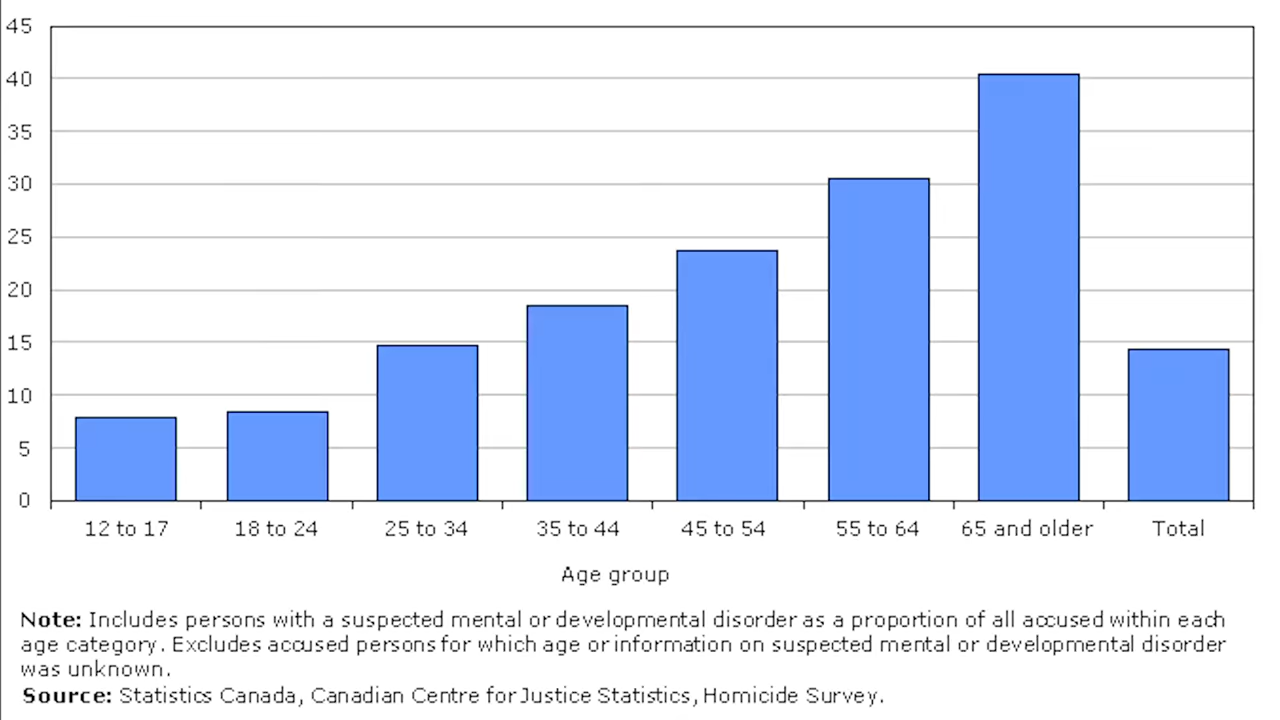 45
40
35
30
25
20
15
10
5
0
12 to 17 18 to 24 25 to 34 35 to 44 45 to 54 55 to 64 65 and older Total
Age group
Note: Includes persons with a suspected mental or developmental disorder as a proportion of all accused within each
age category. Excludes accused persons for which age or information on suspected mental or developmental disorder
was unknown.
Source: Statistics Canada, Canadian Centre for Justice Statistics, Homicide Survey.